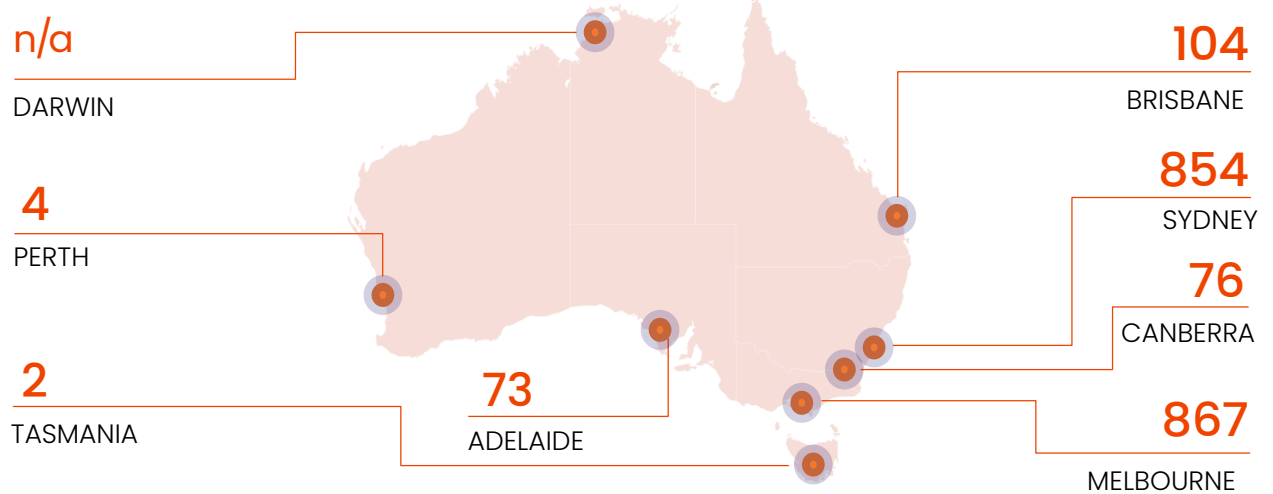 n/a
DARWIN
4
PERTH
2
TASMANIA
73
ADELAIDE
104
BRISBANE
854
SYDNEY
76
CANBERRA
867
MELBOURNE